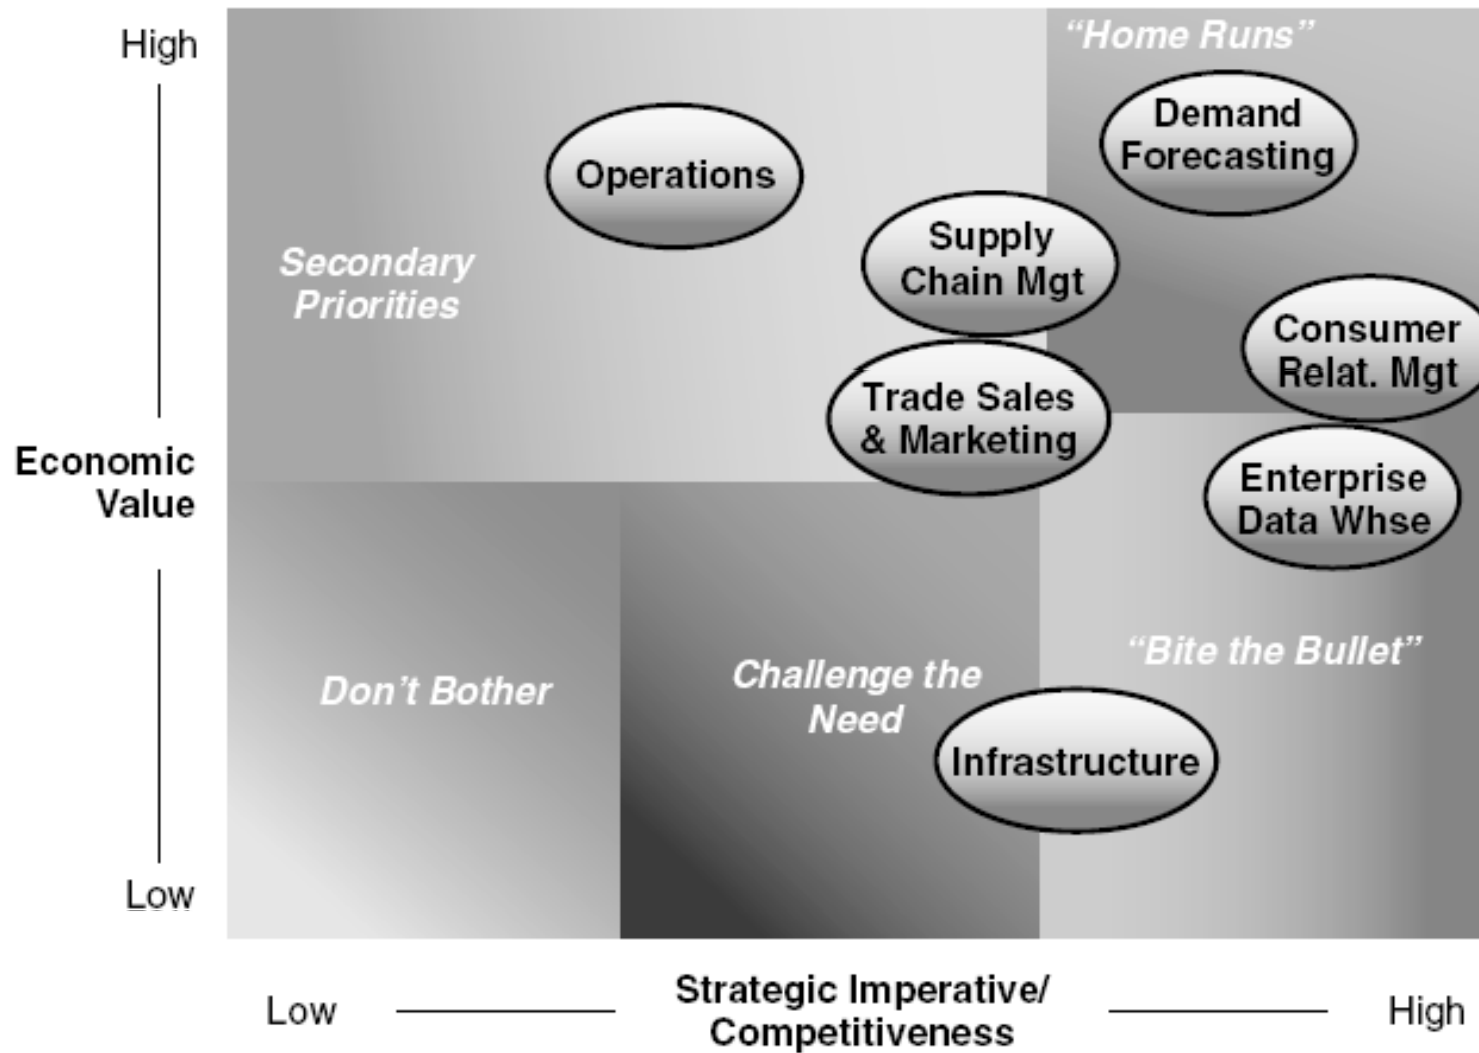 High
“Home Runs”
Demand
Forecasting
Operations
Supply
Chain Mgt
Secondary
Priorities
Consumer
Relat. Mgt
Trade Sales
& Marketing
Economic
Value
Enterprise
Data Whse
“Bite the Bullet”
Don’t Bother
Challenge the
Need
Infrastructure
Low
Low
Strategic Imperative/
Competitiveness
High